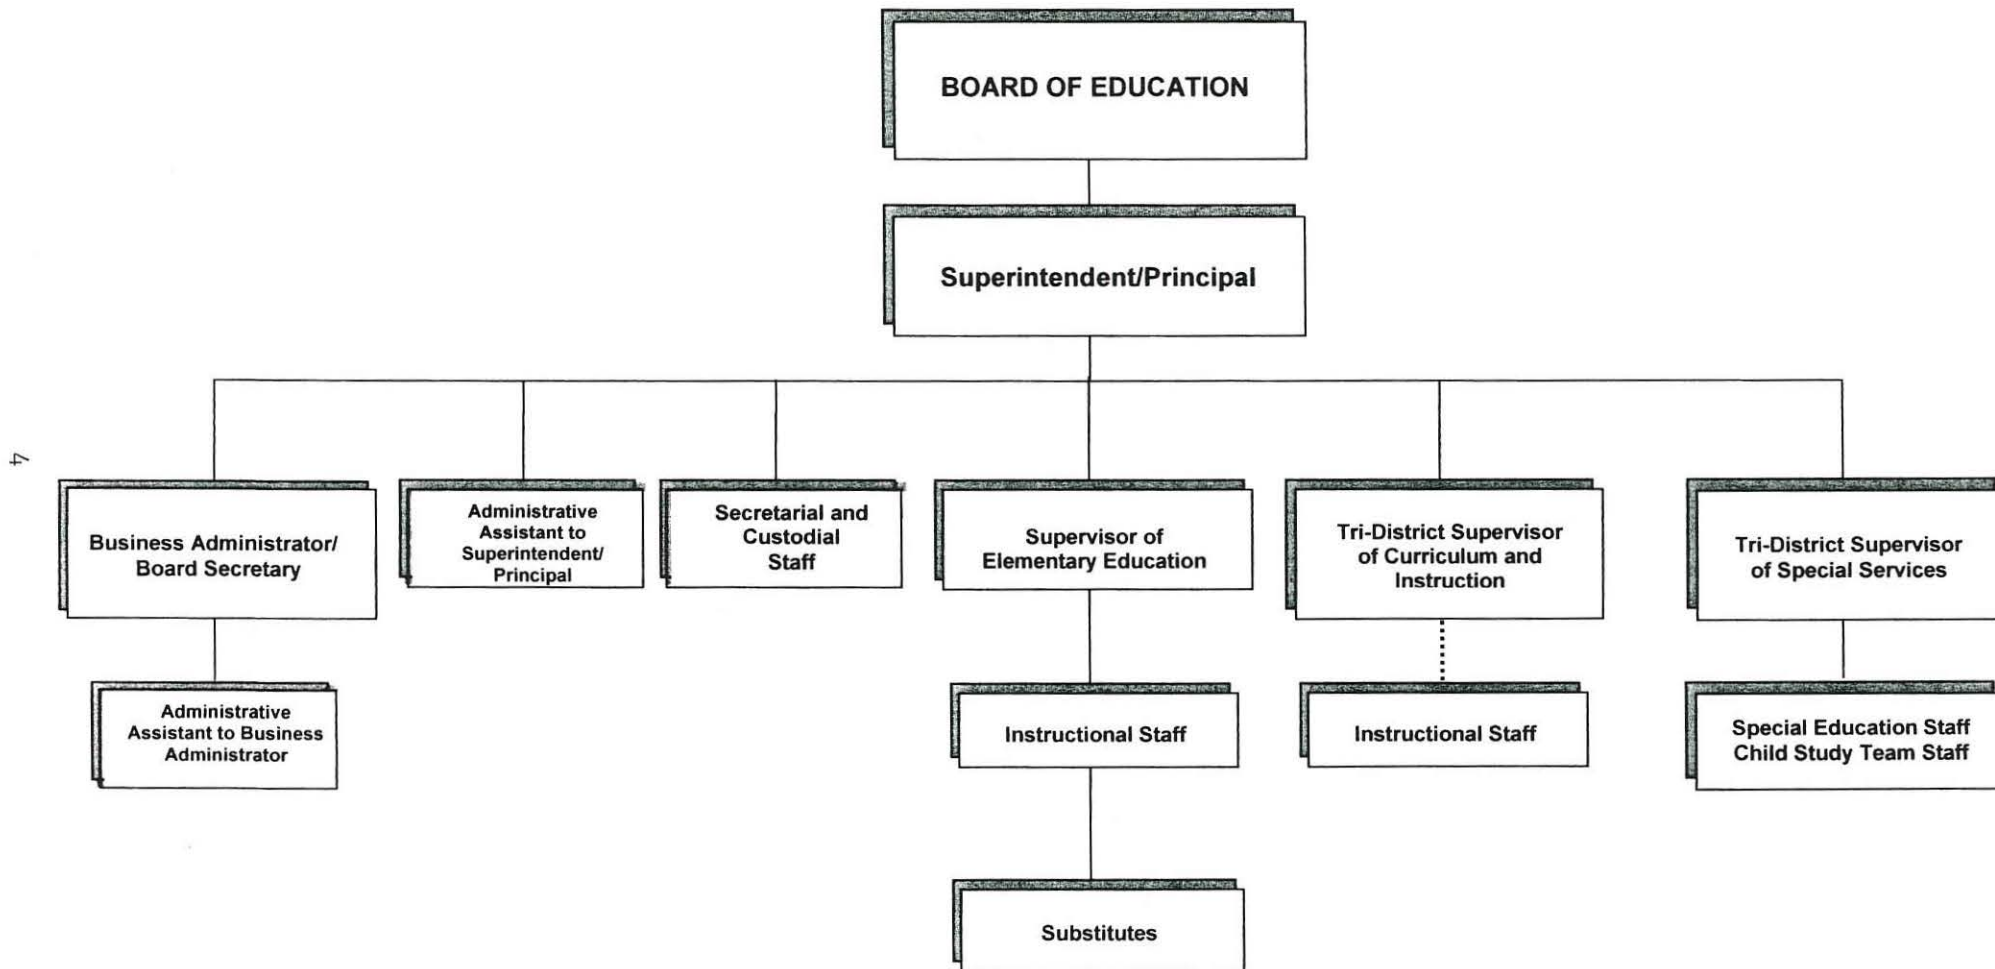 BOARD OF EDUCATION
Superintendent/Principal
4
Business Administrator/
Board Secretary
Administrative
Assistant to
Superintendent/
Principal
Secretarial and
Custodial
Staff
Supervisor of
Elementary Education
Tri-District Supervisor
of Curriculum and
Instruction
Tri-District Supervisor
of Special Services
Administrative
Assistant to Business
Administrator
Instructional Staff
Instructional Staff
Special Education Staff
Child Study Team Staff
Substitutes